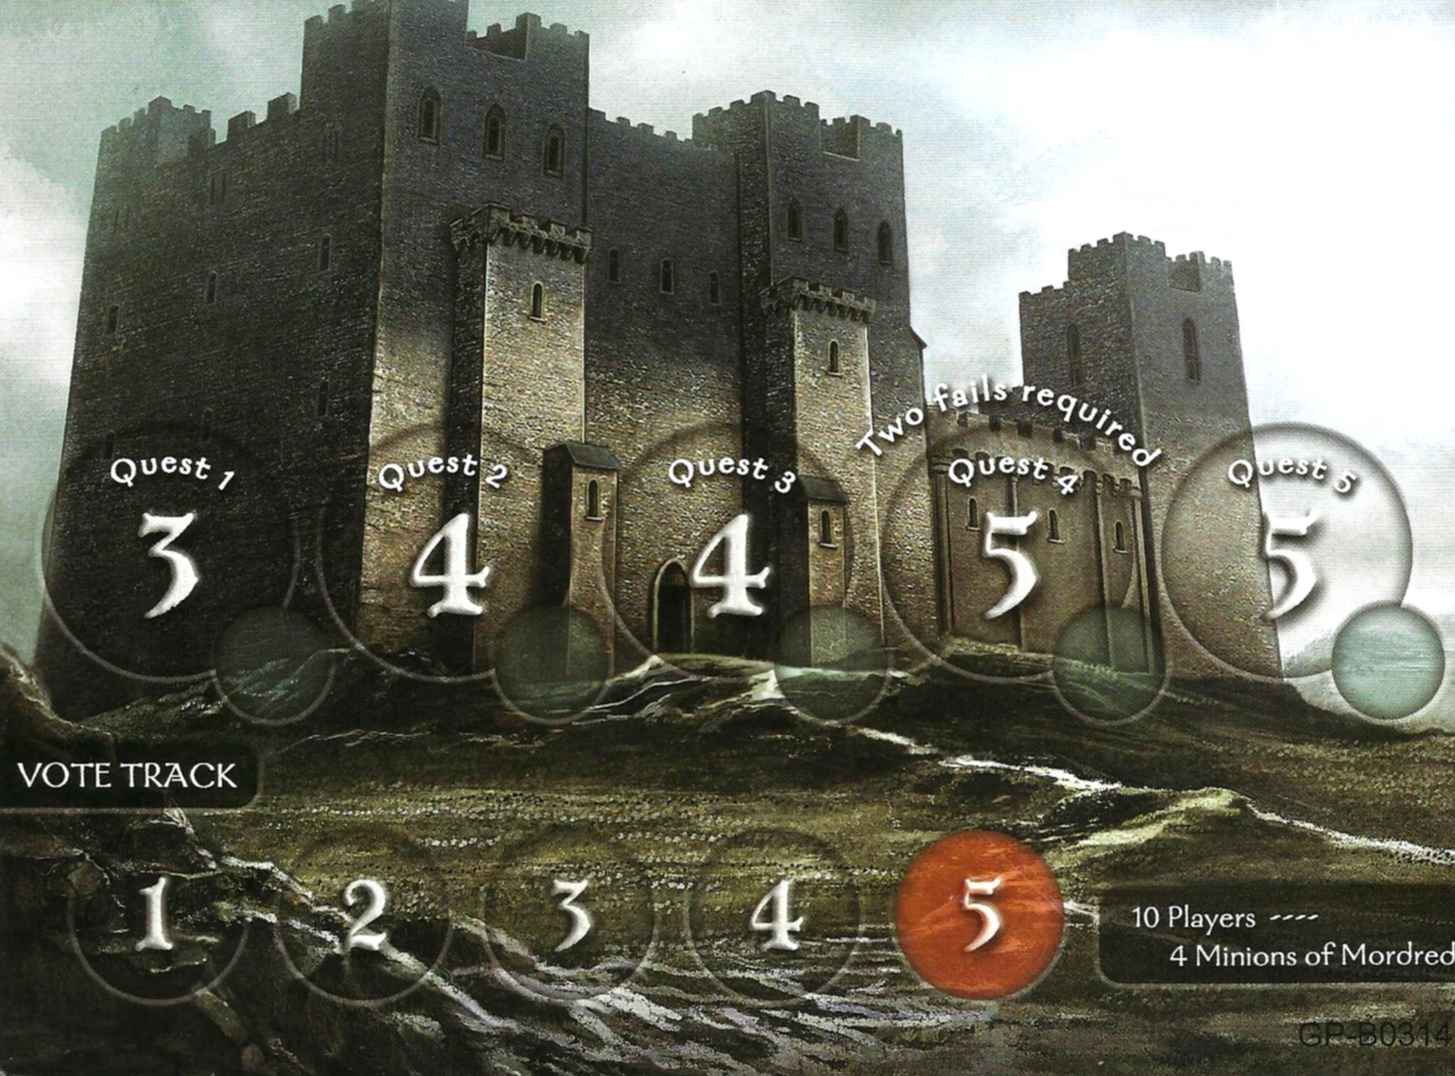 Two fails required
Quest 1
Quest 2
Quest 3
Quest 4
Quest 5
3
4
4
5
5
VOTE TRACK
1
2
3
4
5
10 Players ----
4 Minions of Mordred
GP-B0314